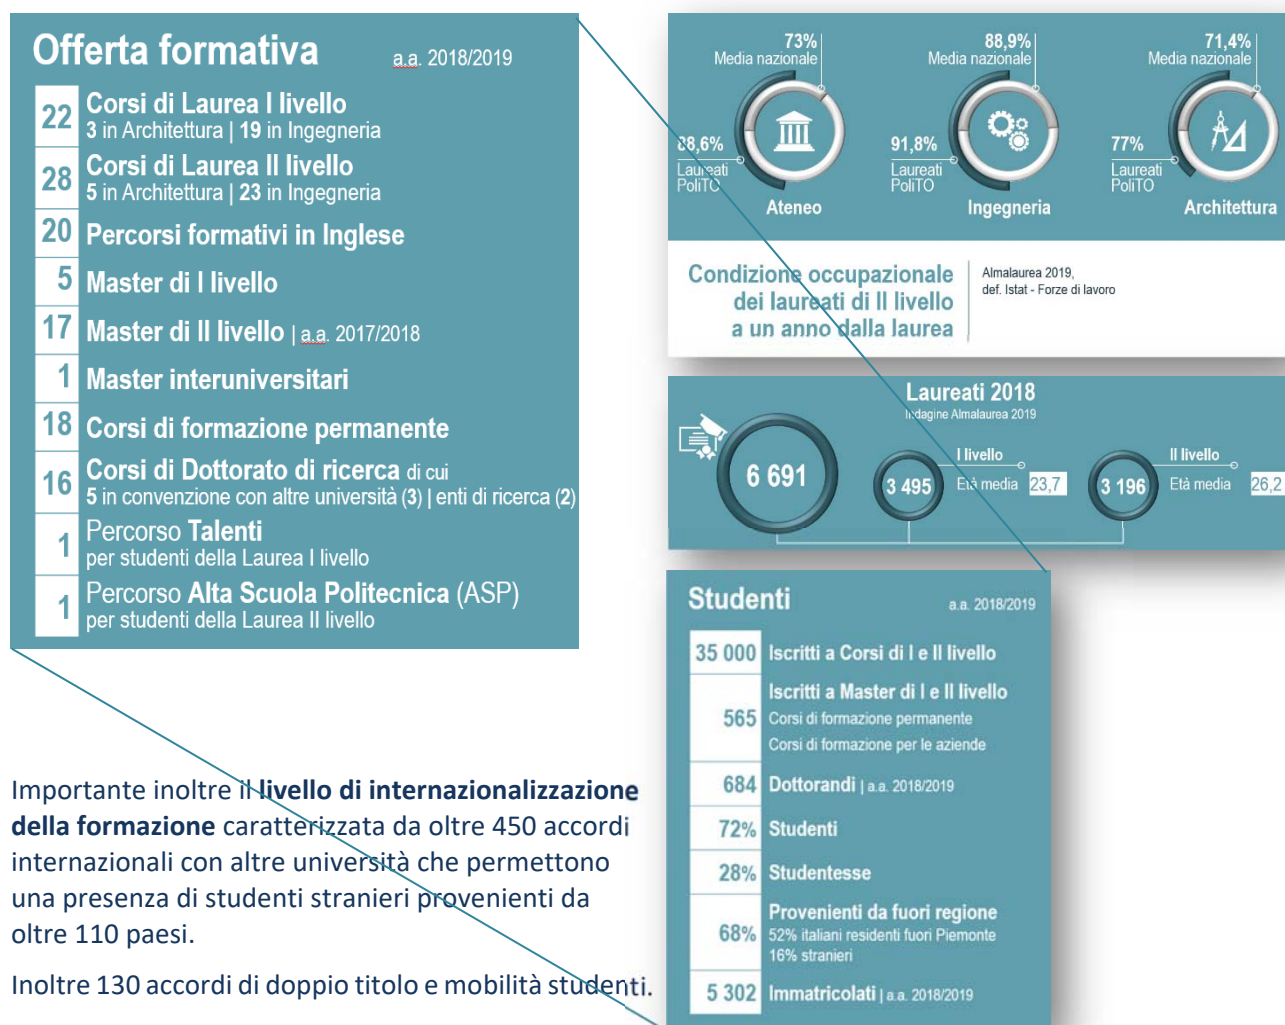 Offerta formativa a.a. 2018/2019
22 Corsi di Laurea I livello
3 in Architettura | 19 in Ingegneria
28 Corsi di Laurea II livello
5 in Architettura | 23 in Ingegneria
20 Percorsi formativi in Inglese
5 Master di I livello
17 Master di II livello | a.a. 2017/2018
1 Master interuniversitari
18 Corsi di formazione permanente
16 Corsi di Dottorato di ricerca di cui
5 in convenzione con altre università (3) | enti di ricerca (2)
1 Percorso Talenti
per studenti della Laurea I livello
1 Percorso Alta Scuola Politecnica (ASP)
per studenti della Laurea II livello
73%
Media nazionale
88,6%
Laureati
PoliTO
Ateneo
88,9%
Media nazionale
91,8%
Laureati
PoliTO
Ingegneria
71,4%
Media nazionale
77%
Laureati
PoliTO
Architettura
Condizione occupazionale
dei laureati di II livello
a un anno dalla laurea
Almalaurea 2019,
def. Istat - Forze di lavoro
Laureati 2018
Indagine Almalaurea 2019
6 691
3 495
I livello
Età media 23,7
3 196
II livello
Età media 26,2
Studenti a.a. 2018/2019
35 000 Iscritti a Corsi di I e II livello
565 Iscritti a Master di I e II livello
Corsi di formazione permanente
Corsi di formazione per le aziende
684 Dottorandi | a.a. 2018/2019
72% Studenti
28% Studentesse
68% Provenienti da fuori regione
52% italiani residenti fuori Piemonte
16% stranieri
5 302 Immatricolati | a.a. 2018/2019
Importante inoltre il livello di internazionalizzazione
della formazione caratterizzata da oltre 450 accordi
internazionali con altre università che permettono
una presenza di studenti stranieri provenienti da
oltre 110 paesi.
Inoltre 130 accordi di doppio titolo e mobilità studenti.